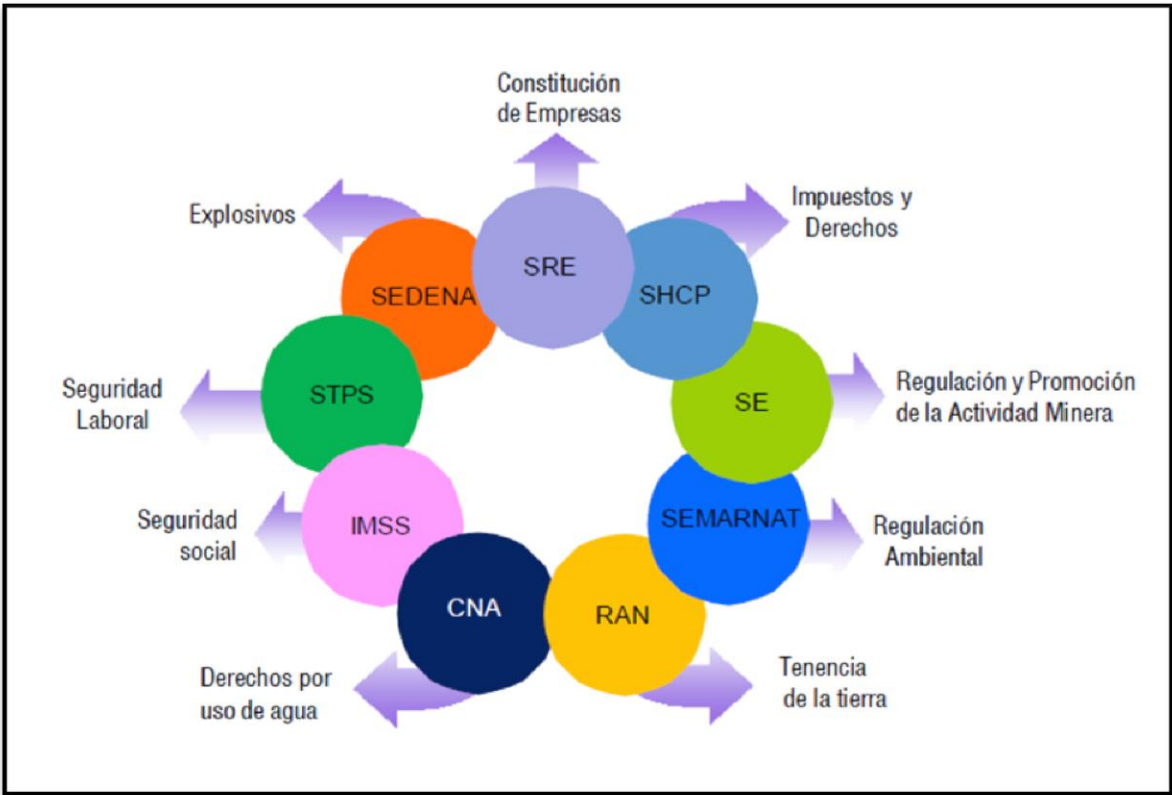 Constitución
de Empresas
Explosivos
Impuestos y
Derechos
SRE
SEDENA
SHCP
Seguridad
Laboral
STPS
SE
Regulación y Promoción
de la Actividad Minera
Seguridad
social
IMSS
SEMARNAT
Regulación
Ambiental
CNA
RAN
Derechos por
uso de agua
Tenencia
de la tierra